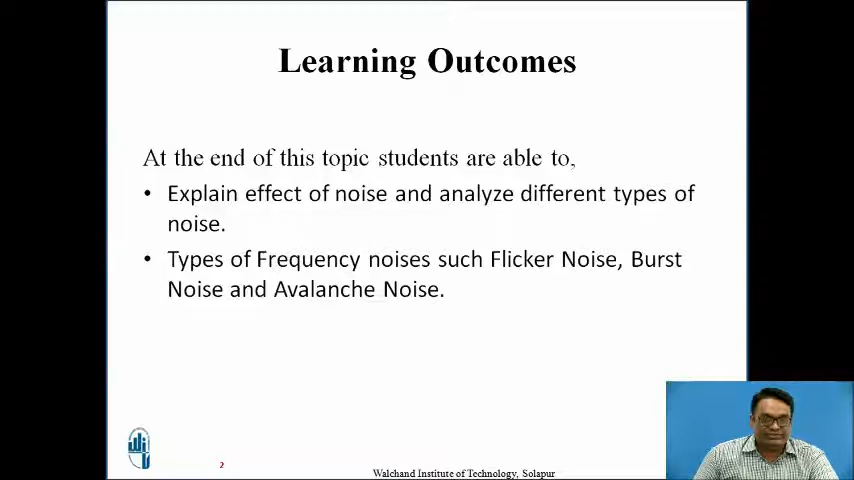 Learning Outcomes
At the end of this topic students are able to,
• Explain effect of noise and analyze different types of
noise.
• Types of Frequency noises such Flicker Noise, Burst
Noise and Avalanche Noise.
2
Walchand Institute of Technology, Solapur